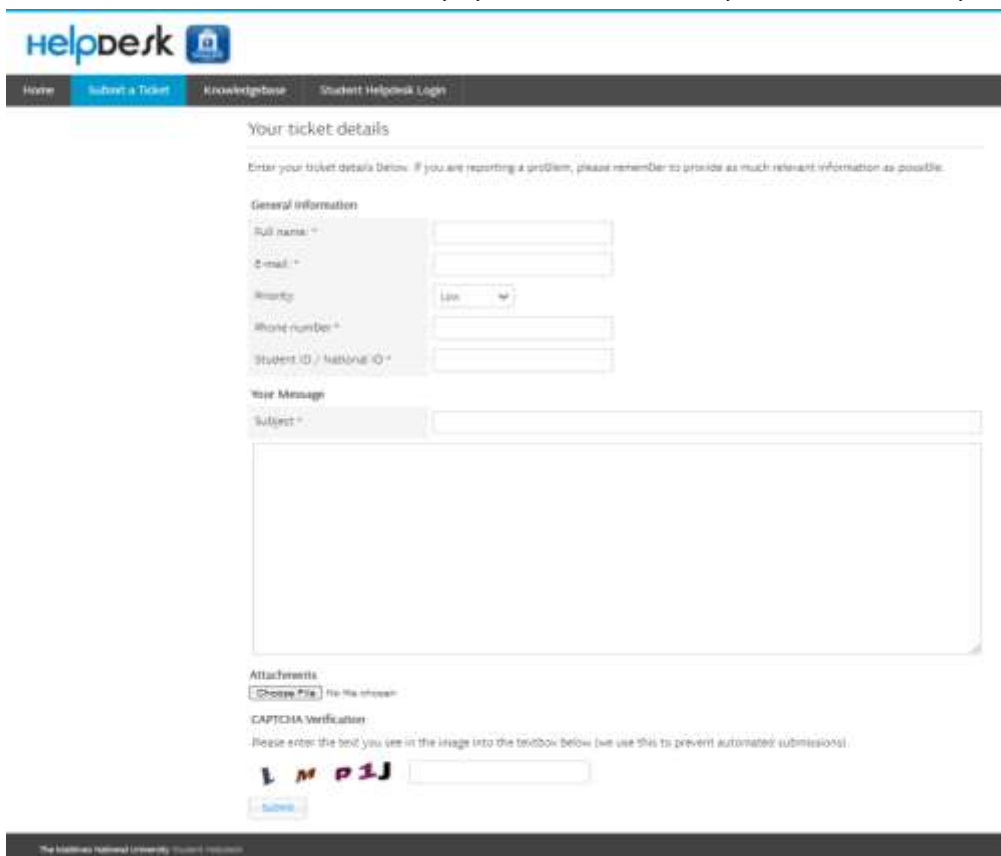 HelpDesk
Home Submit a Ticket Knowledgebase Student Helpdesk Login
Your ticket details
Enter your ticket details below. If you are reporting a problem, please remember to provide as much relevant information as possible.
General Information
Full name: *
E-mail: *
Priority: Low
Phone number *
Student ID / National ID *
Your Message
Subject *
Attachments
Choose File No file chosen
CAPTCHA Verification
Please enter the text you see in the image into the textbox below (we use this to prevent automated submissions).
Submit
The Maldives National University Student Helpdesk